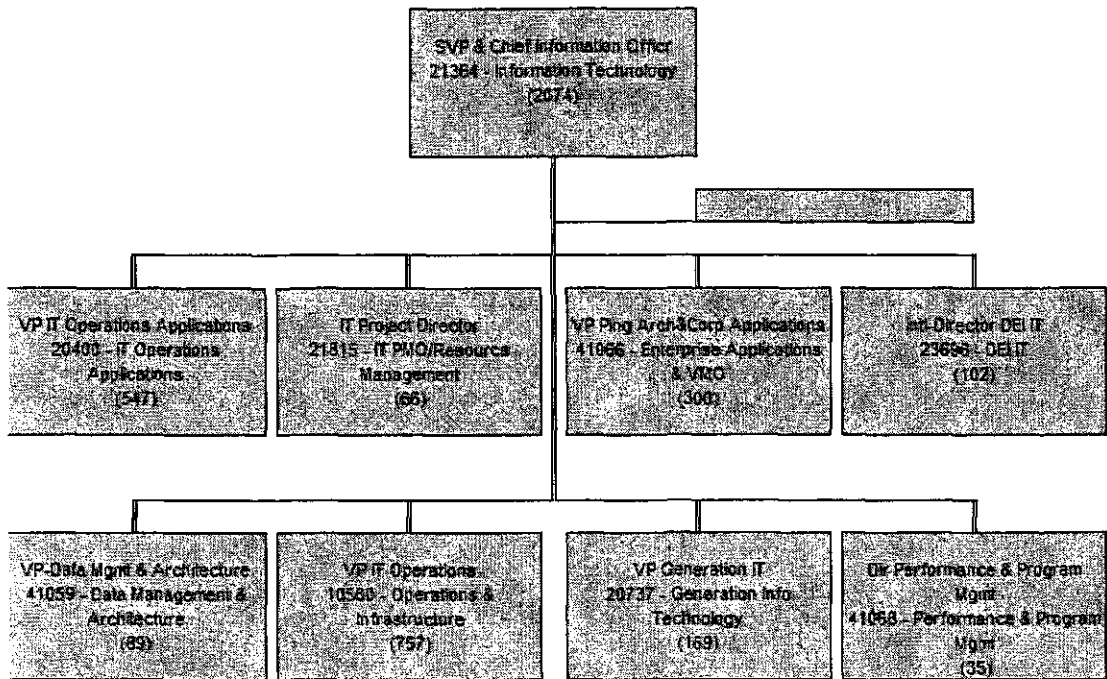 SVP & Chief Information Officr
21364 - Information Technology
(2074)
VP IT Operations Applications
20400 - IT Operations
Applications
(547)
IT Project Director
21815 - IT PMO/Resource
Management
(66)
VP Plng Arch&Corp Applications
41066 - Enterprise Applications
& VMO
(300)
Intl-Director DEI IT
- DEI IT
(102)
VP-Data Mgmt & Architecture
41059 - Data Management &
Architecture
(89)
VP IT Operations
10560 - Operations &
Infrastructure
(757)
VP Generation IT
20737 - Generation Info
Technology
(169)
Dir Performance & Program
Mgmt
41068 - Performance & Program
Mgmt
(35)